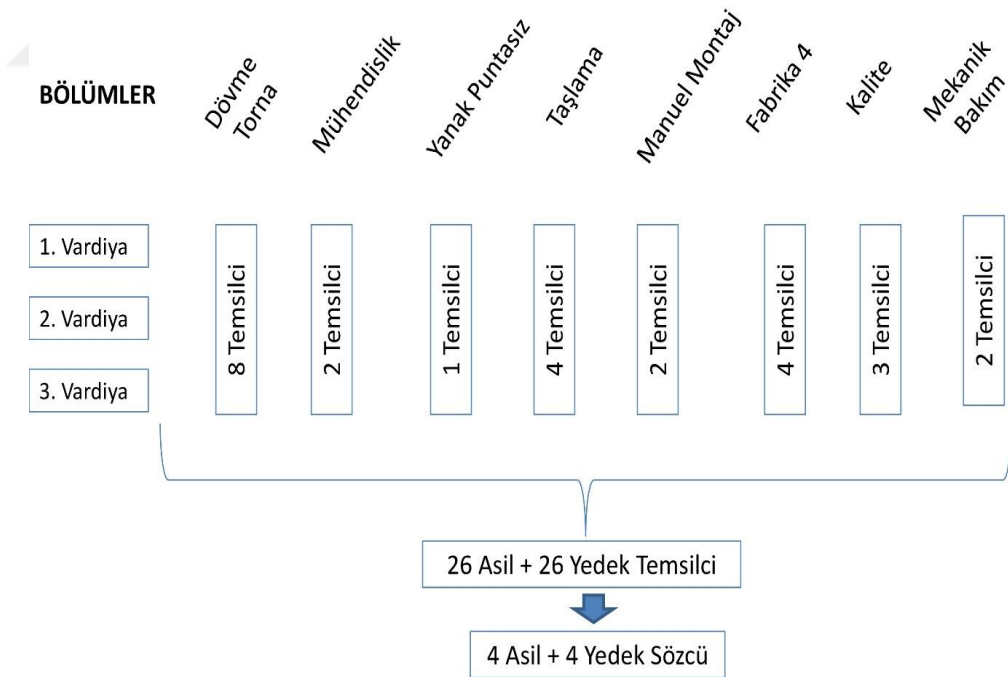 BÖLÜMLER
Dövme
Torna
Mühendislik
Yanak Puntasız
Taşlama
Manuel Montaj
Fabrika 4
Kalite
Mekanik
Bakım
1. Vardiya
2. Vardiya
3. Vardiya
8 Temsilci
2 Temsilci
1 Temsilci
4 Temsilci
2 Temsilci
4 Temsilci
3 Temsilci
2 Temsilci
26 Asil + 26 Yedek Temsilci
4 Asil + 4 Yedek Sözcü